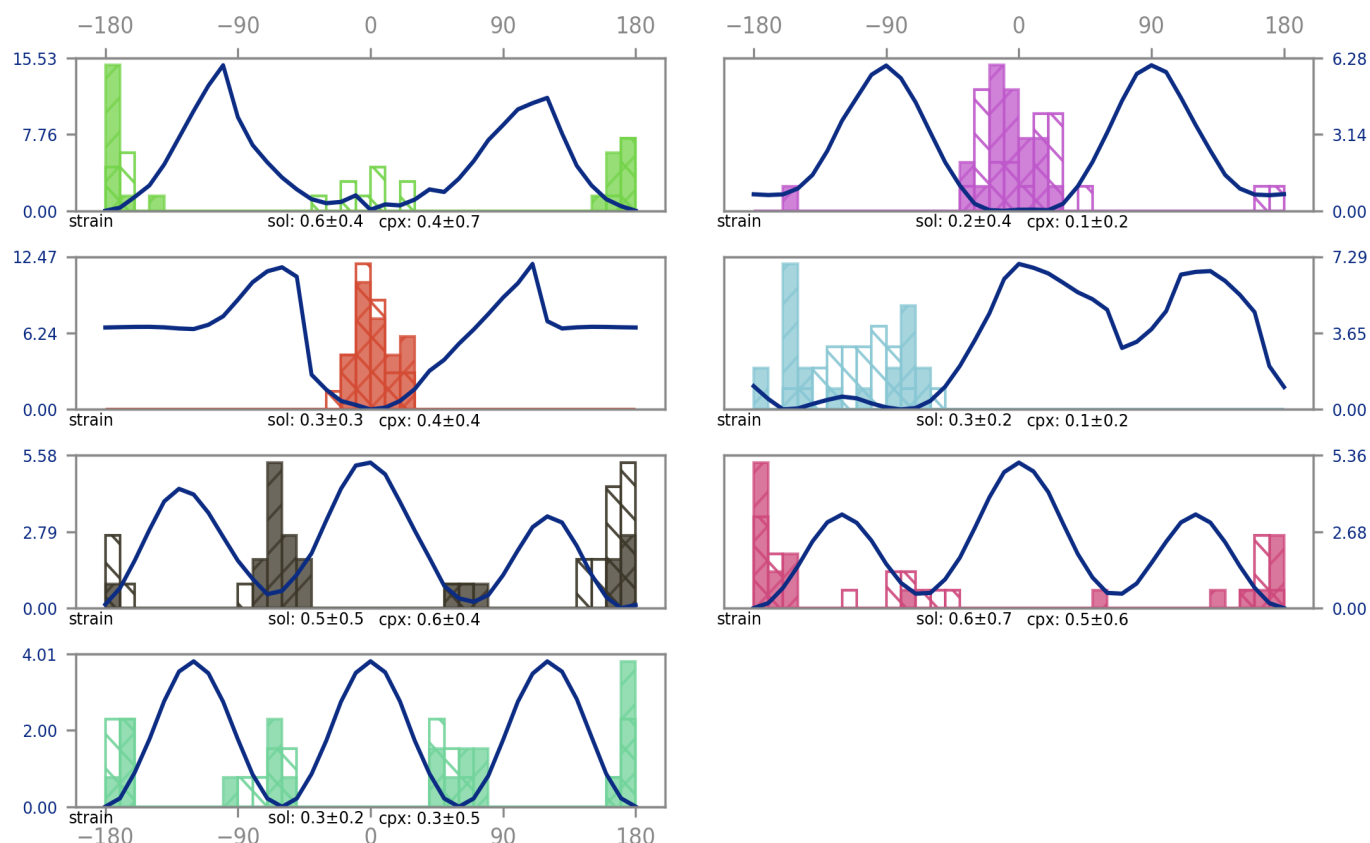 −180 −90 0 90 180 −180 −90 0 90 180
15.53 6.28
7.76 3.14
0.00 0.00
strain sol: 0.6±0.4 cpx: 0.4±0.7 strain sol: 0.2±0.4 cpx: 0.1±0.2
12.47 7.29
6.24 3.65
0.00 0.00
strain sol: 0.3±0.3 cpx: 0.4±0.4 strain sol: 0.3±0.2 cpx: 0.1±0.2
5.58 5.36
2.79 2.68
0.00 0.00
strain sol: 0.5±0.5 cpx: 0.6±0.4 strain sol: 0.6±0.7 cpx: 0.5±0.6
4.01
2.00
0.00
strain sol: 0.3±0.2 cpx: 0.3±0.5
−180 −90 0 90 180